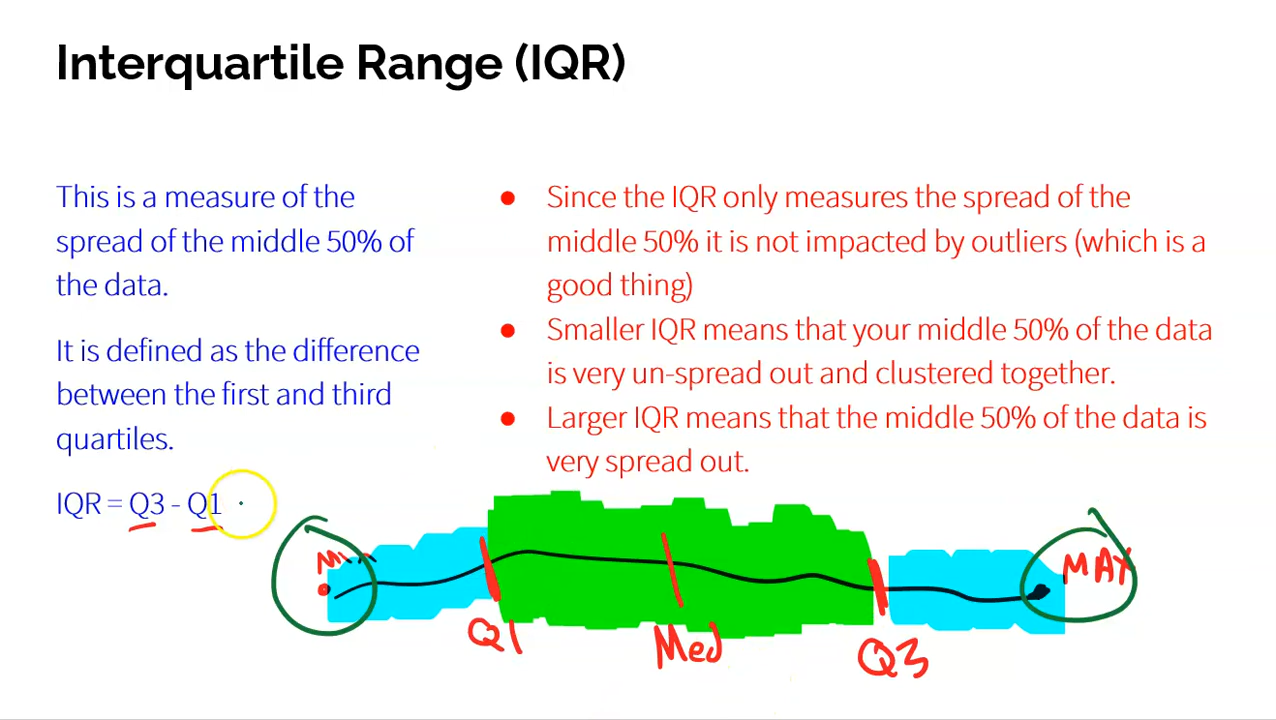 Interquartile Range (IQR)
This is a measure of the
spread of the middle 50% of
the data.
It is defined as the difference
between the first and third
quartiles.
IQR = Q3 - Q1
● Since the IQR only measures the spread of the
middle 50% it is not impacted by outliers (which is a
good thing)
● Smaller IQR means that your middle 50% of the data
is very un-spread out and clustered together.
● Larger IQR means that the middle 50% of the data is
very spread out.
MIN
MAX
Q1
Med
Q3